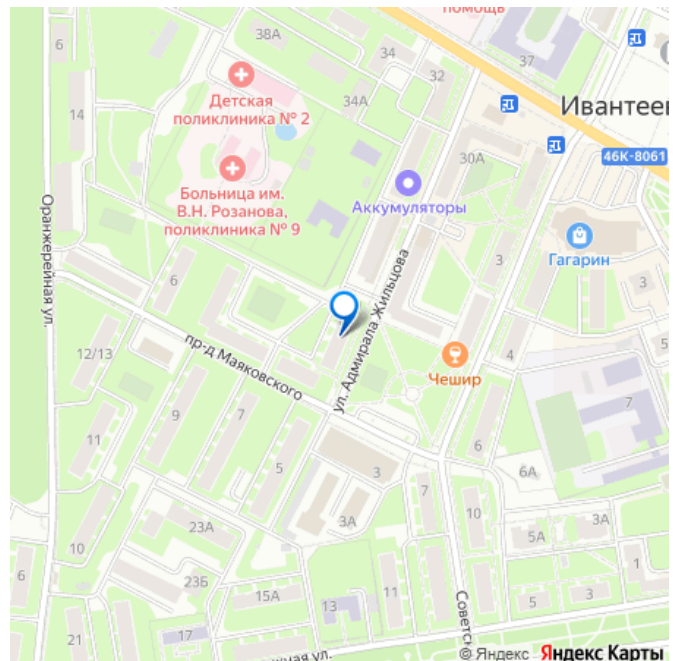 помощь
6
38А
34
37
32
Детская
поликлиника № 2
34А
14
Ивантее
30А
46К-8061
Больница им.
В.Н. Розанова,
поликлиника № 9
Аккумуляторы
Оранжерейная ул.
3
Гагарин
6
3
ул. Адмирала Жильцова
5
12/13
пр-д Маяковского
Чешир
4
9
7
7
11
5
6
3
6А
7
10
23А
3А
5А
3А
10
6
23Б
15А
11
1
13
5
3
Советск
21
17
ная ул.
© Яндекс Яндекс Карты